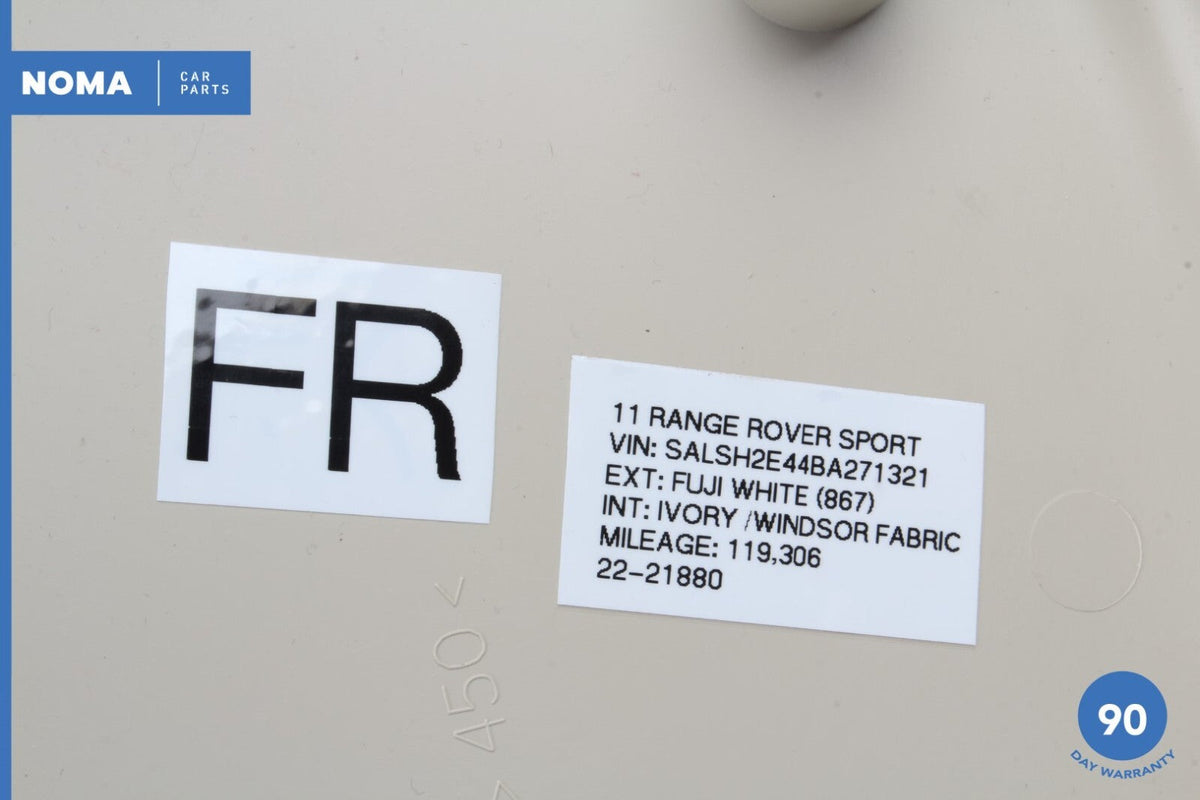 NOMA
CAR
PARTS
FR
11 RANGE ROVER SPORT
VIN: SALSH2E44BA271321
EXT: FUJI WHITE (867)
INT: IVORY /WINDSOR FABRIC
MILEAGE: 119,306
22-21880
450 <
90
DAY WARRANTY